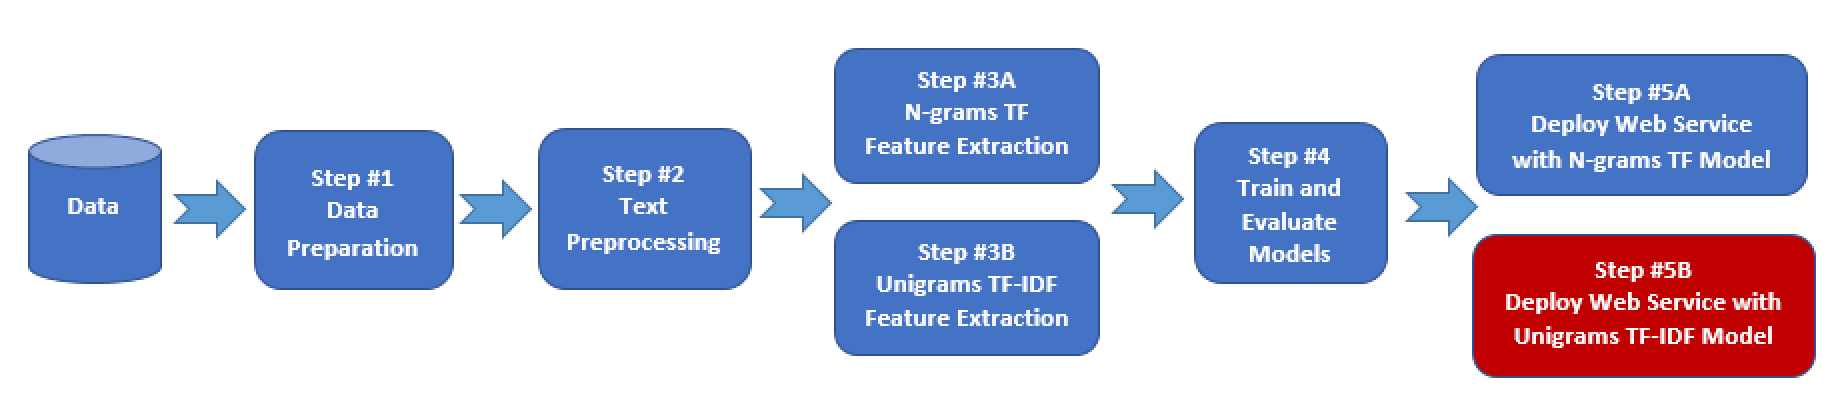 Data
Step #1
Data
Preparation
Step #2
Text
Preprocessing
Step #3A
N-grams TF
Feature Extraction
Step #3B
Unigrams TF-IDF
Feature Extraction
Step #4
Train and
Evaluate
Models
Step #5A
Deploy Web Service
with N-grams TF Model
Step #5B
Deploy Web Service with
Unigrams TF-IDF Model